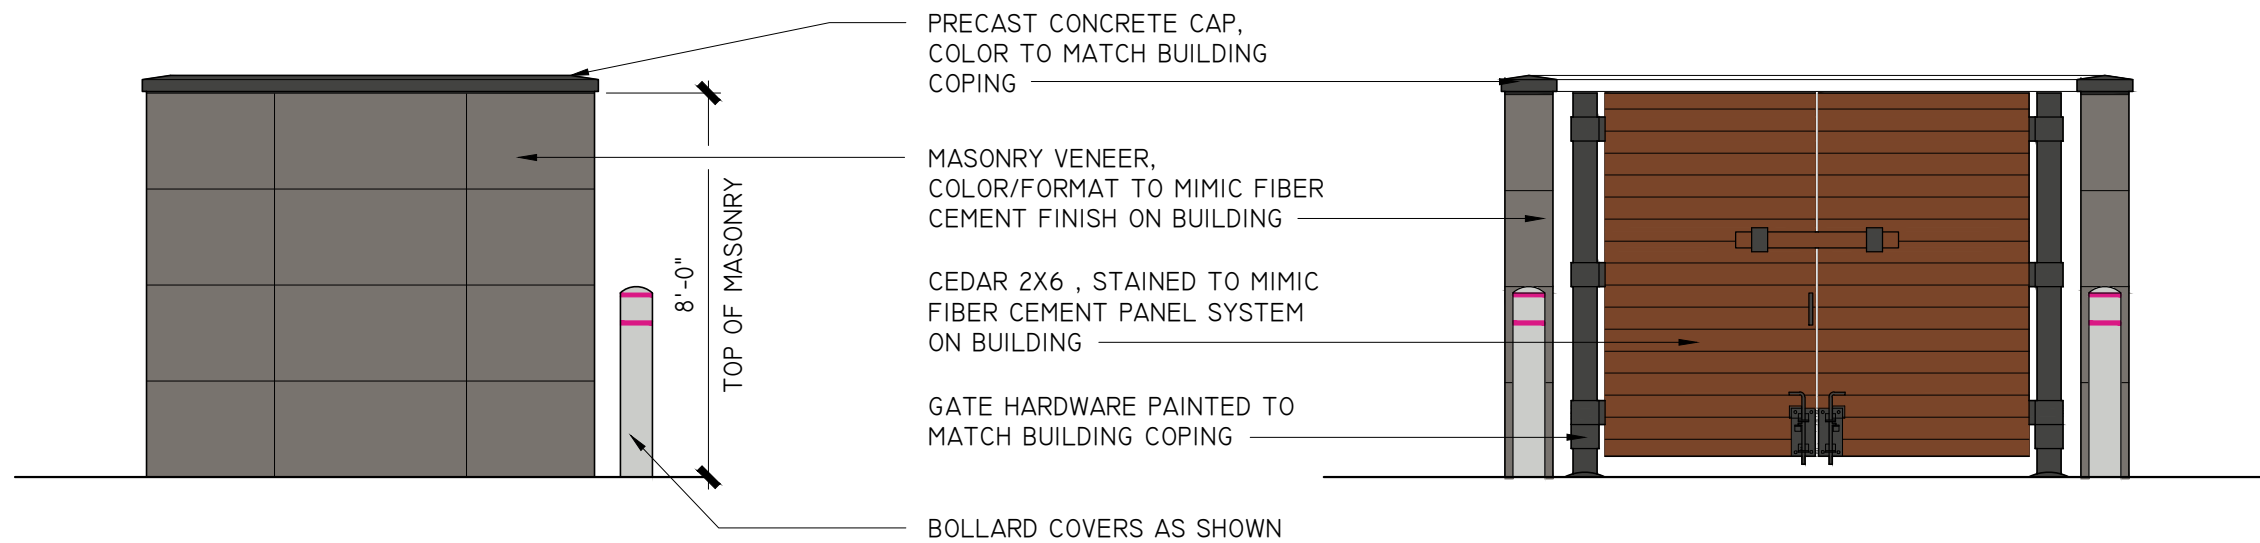 PRECAST CONCRETE CAP,
COLOR TO MATCH BUILDING
COPING
MASONRY VENEER,
COLOR/FORMAT TO MIMIC FIBER
CEMENT FINISH ON BUILDING
8'-0"
TOP OF MASONRY
CEDAR 2X6 , STAINED TO MIMIC
FIBER CEMENT PANEL SYSTEM
ON BUILDING
GATE HARDWARE PAINTED TO
MATCH BUILDING COPING
BOLLARD COVERS AS SHOWN